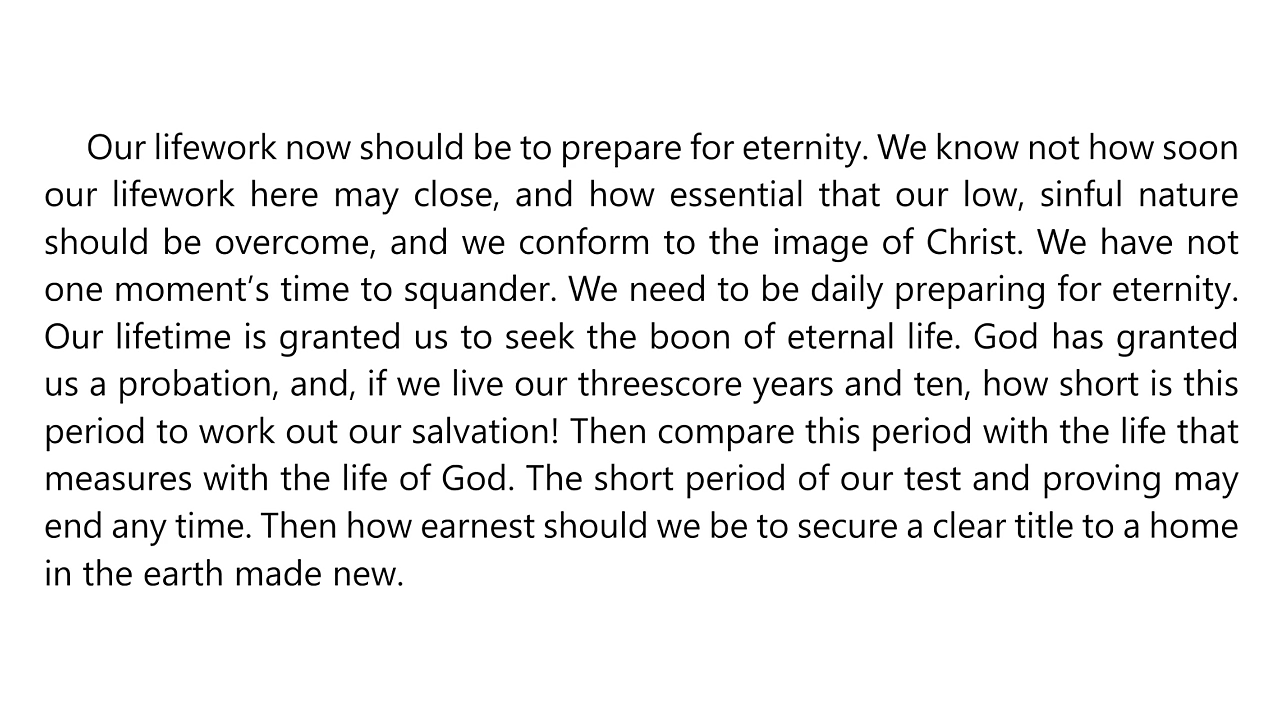 Our lifework now should be to prepare for eternity. We know not how soon
our lifework here may close, and how essential that our low, sinful nature
should be overcome, and we conform to the image of Christ. We have not
one moment’s time to squander. We need to be daily preparing for eternity.
Our lifetime is granted us to seek the boon of eternal life. God has granted
us a probation, and, if we live our threescore years and ten, how short is this
period to work out our salvation! Then compare this period with the life that
measures with the life of God. The short period of our test and proving may
end any time. Then how earnest should we be to secure a clear title to a home
in the earth made new.